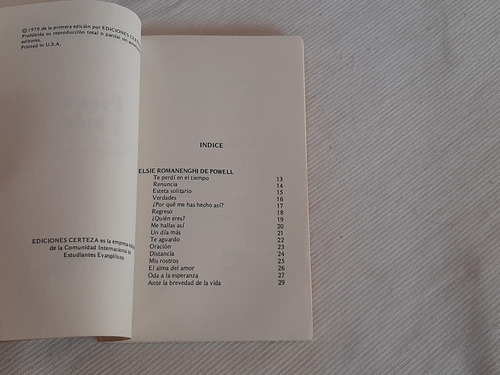 ©1979 de la primera edición por EDICIONES
Prohibida su reproducción total o parcial sin
editores.
Printed in U.S.A.
EDICIONES CERTEZA es la empresa
de la Comunidad Internacional de
Estudiantes Evangélicos
INDICE
ELSIE ROMANENGHI DE POWELL
Te perdí en el tiempo 13
Renuncia 14
Esteta solitario 15
Verdades 16
¿Por qué me has hecho así? 17
Regreso 18
¿Quién eres? 19
Me hallas así 20
Un día más 21
Te aguardo 22
Oración 23
Distancia 24
Mis rostros 25
El alma del amor 26
Oda a la esperanza 27
Ante la brevedad de la vida 29